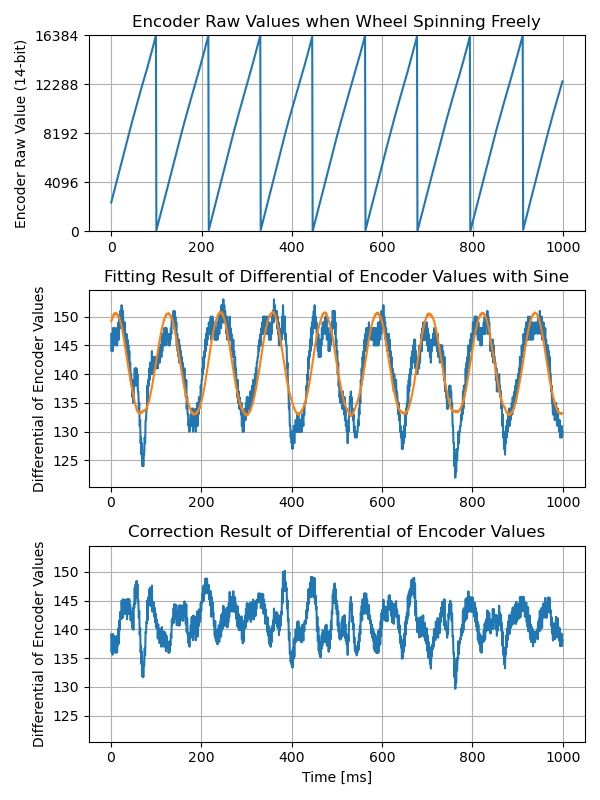 Encoder Raw Values when Wheel Spinning Freely
Encoder Raw Value (14-bit)
16384
12288
8192
4096
0
0 200 400 600 800 1000
Fitting Result of Differential of Encoder Values with Sine
Differential of Encoder Values
150
145
140
135
130
125
0 200 400 600 800 1000
Correction Result of Differential of Encoder Values
Differential of Encoder Values
150
145
140
135
130
125
0 200 400 600 800 1000
Time [ms]